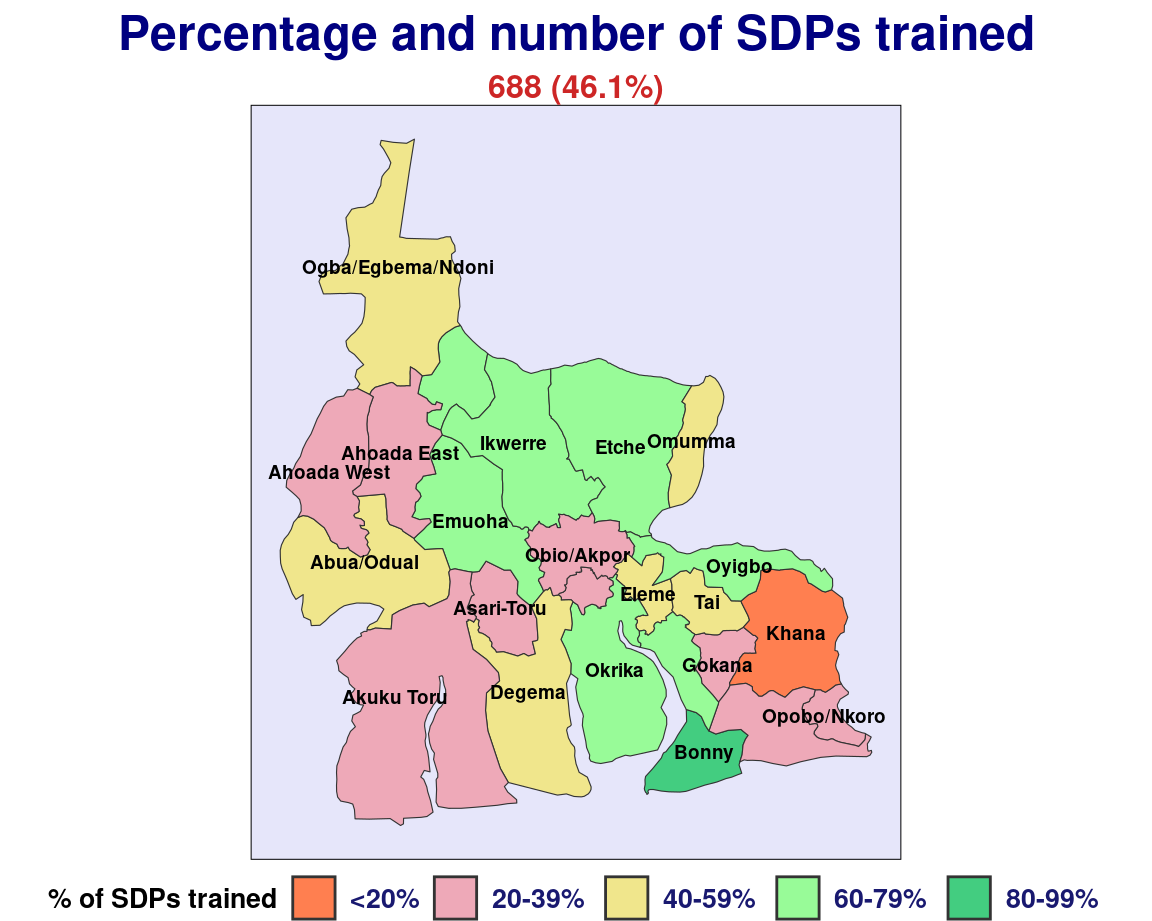 Percentage and number of SDPs trained
688 (46.1%)
Ogba/Egbema/Ndoni
Ikwerre
Etche
Omumma
Ahoada East
Ahoada West
Emuoha
Obio/Akpor
Abua/Odual
Oyigbo
Eleme
Tai
Asari-Toru
Khana
Gokana
Okrika
Degema
Akuku Toru
Opobo/Nkoro
Bonny
% of SDPs trained <20% 20-39% 40-59% 60-79% 80-99%